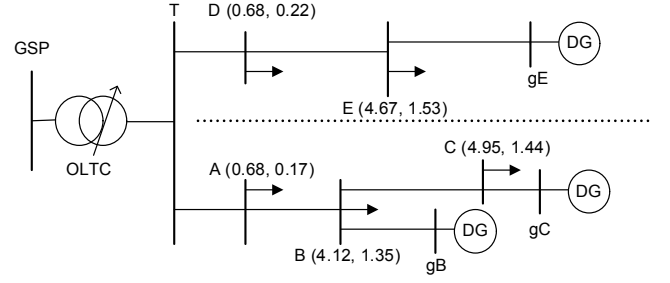 T
D (0.68, 0.22)
GSP
DG
gE
E (4.67, 1.53)
OLTC
C (4.95, 1.44)
A (0.68, 0.17)
DG
gC
DG
B (4.12, 1.35)
gB